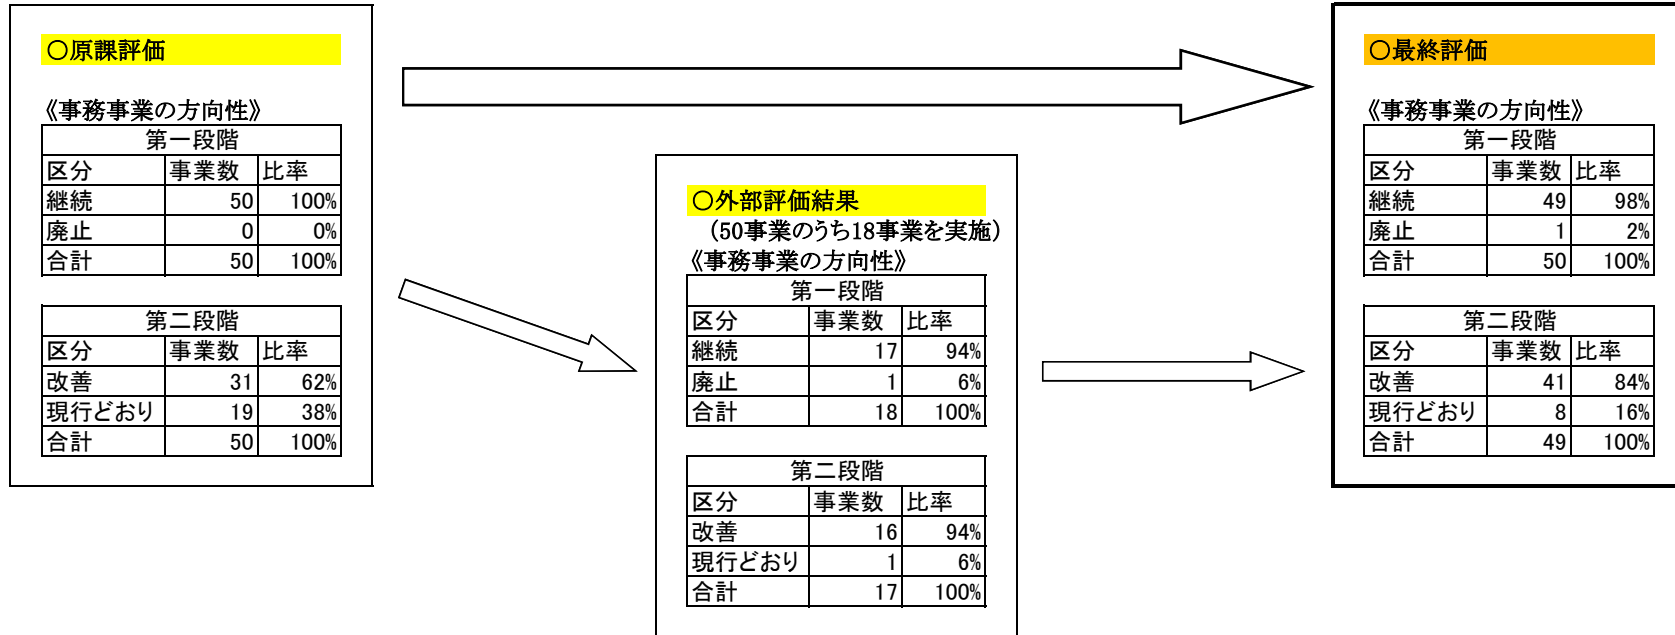 ○原課評価
《事務事業の方向性》
第一段階
区分 事業数 比率
継続 50 100%
廃止 0 0%
合計 50 100%
第二段階
区分 事業数 比率
改善 31 62%
現行どおり 19 38%
合計 50 100%
○外部評価結果
(50事業のうち18事業を実施)
《事務事業の方向性》
第一段階
区分 事業数 比率
継続 17 94%
廃止 1 6%
合計 18 100%
第二段階
区分 事業数 比率
改善 16 94%
現行どおり 1 6%
合計 17 100%
○最終評価
《事務事業の方向性》
第一段階
区分 事業数 比率
継続 49 98%
廃止 1 2%
合計 50 100%
第二段階
区分 事業数 比率
改善 41 84%
現行どおり 8 16%
合計 49 100%